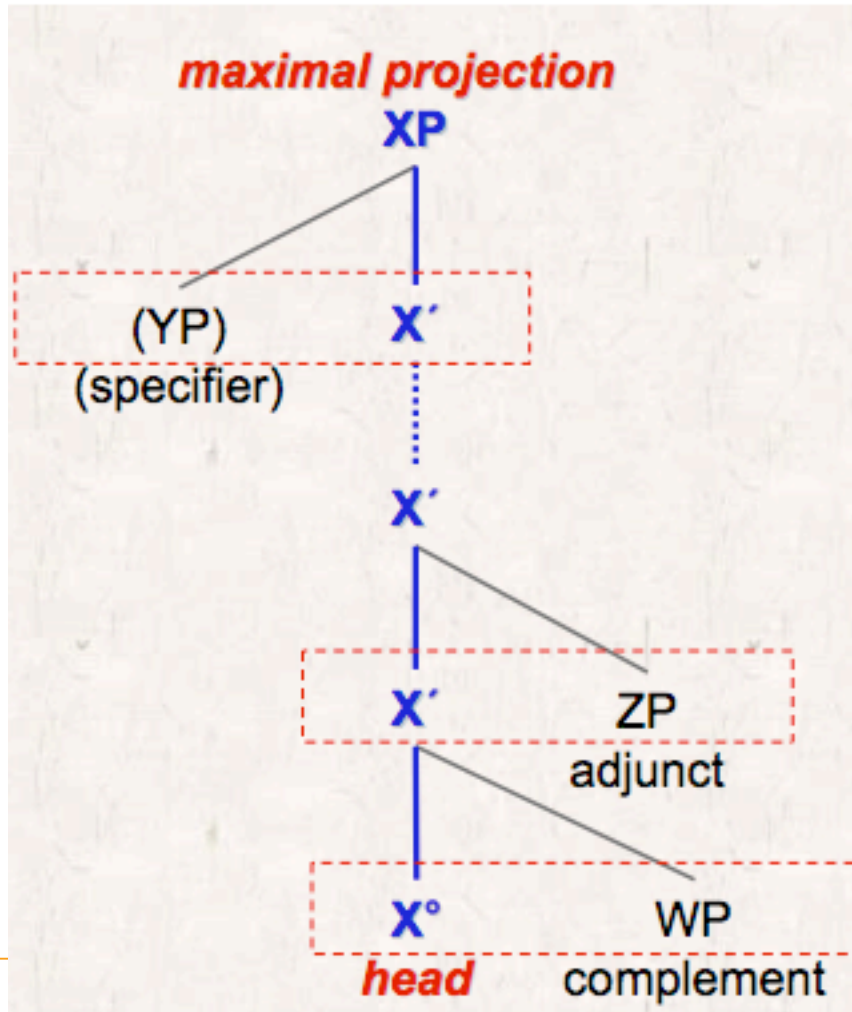 maximal projection
XP
(YP) X´
(specifier)
X´
X´ ZP
adjunct
X° WP
head complement